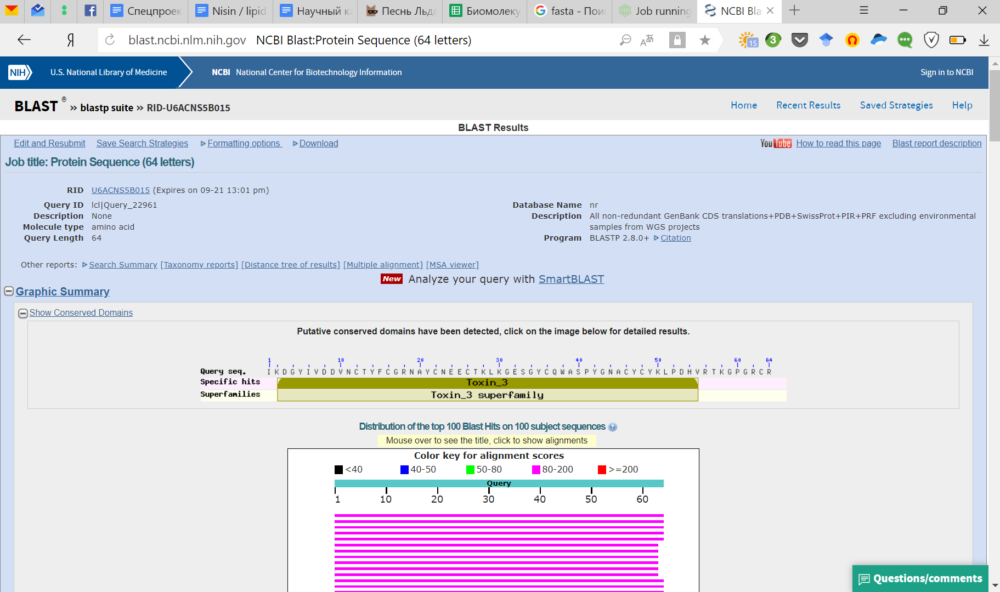 Спецпроек
Nisin / lipid
Научный ка
Песнь Льда
Биомолеку
fasta - Пои
Job running
NCBI Bla
Я
blast.ncbi.nlm.nih.gov NCBI Blast:Protein Sequence (64 letters)
15
3
NIH U.S. National Library of Medicine NCBI National Center for Biotechnology Information Sign in to NCBI
BLAST ® » blastp suite » RID-U6ACNS5B015 Home Recent Results Saved Strategies Help
BLAST Results
Edit and Resubmit Save Search Strategies Formatting options Download YouTube How to read this page Blast report description
Job title: Protein Sequence (64 letters)
RID U6ACNS5B015 (Expires on 09-21 13:01 pm)
Query ID lcl|Query_22961
Description None
Molecule type amino acid
Query Length 64
Database Name nr
Description All non-redundant GenBank CDS translations+PDB+SwissProt+PIR+PRF excluding environmental
samples from WGS projects
Program BLASTP 2.8.0+ Citation
Other reports: Search Summary [Taxonomy reports] [Distance tree of results] [Multiple alignment] [MSA viewer]
New Analyze your query with SmartBLAST
Graphic Summary
Show Conserved Domains
Putative conserved domains have been detected, click on the image below for detailed results.
1 10 20 30 40 50 60 64
Query seq. I K D G Y I V D D V N C T Y F C G R N A Y C N E E C T K L K G E S G Y C Q W A S P Y G N A C Y C Y K L P D H V R T K G P G R C R
Specific hits Toxin_3
Superfamilies Toxin_3 superfamily
Distribution of the top 100 Blast Hits on 100 subject sequences ?
Mouse over to see the title, click to show alignments
Color key for alignment scores
<40 40-50 50-80 80-200 >=200
Query
1 10 20 30 40 50 60
Questions/comments